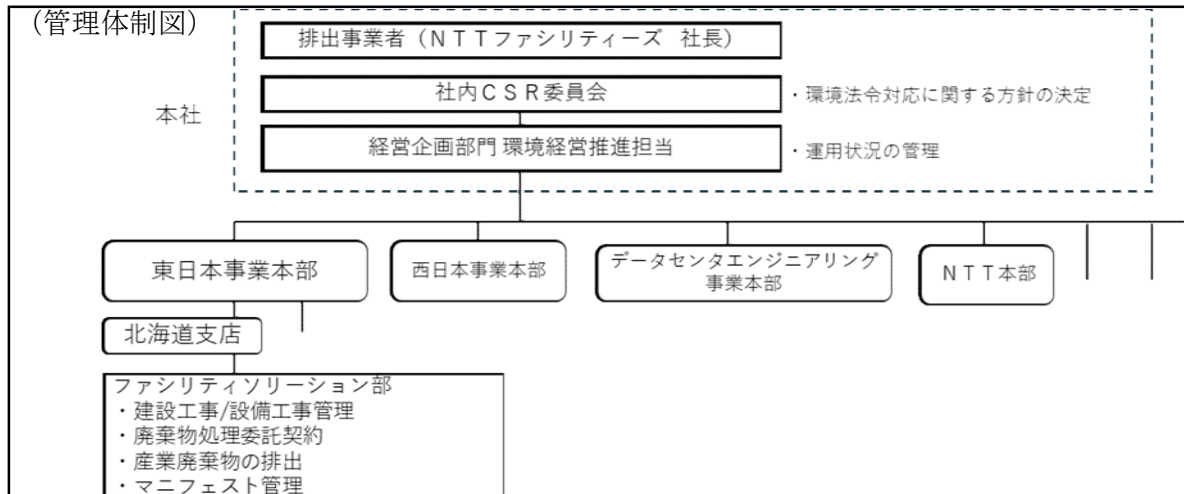 （管理体制図）
排出事業者（ＮＴＴファシリティーズ　社長）
社内ＣＳＲ委員会
・環境法令対応に関する方針の決定
本社
経営企画部門 環境経営推進担当
・運用状況の管理
東日本事業本部
西日本事業本部
データセンタエンジニアリング
事業本部
ＮＴＴ本部
北海道支店
ファシリティソリーション部
・建設工事/設備工事管理
・廃棄物処理委託契約
・産業廃棄物の排出
・マニフェスト管理